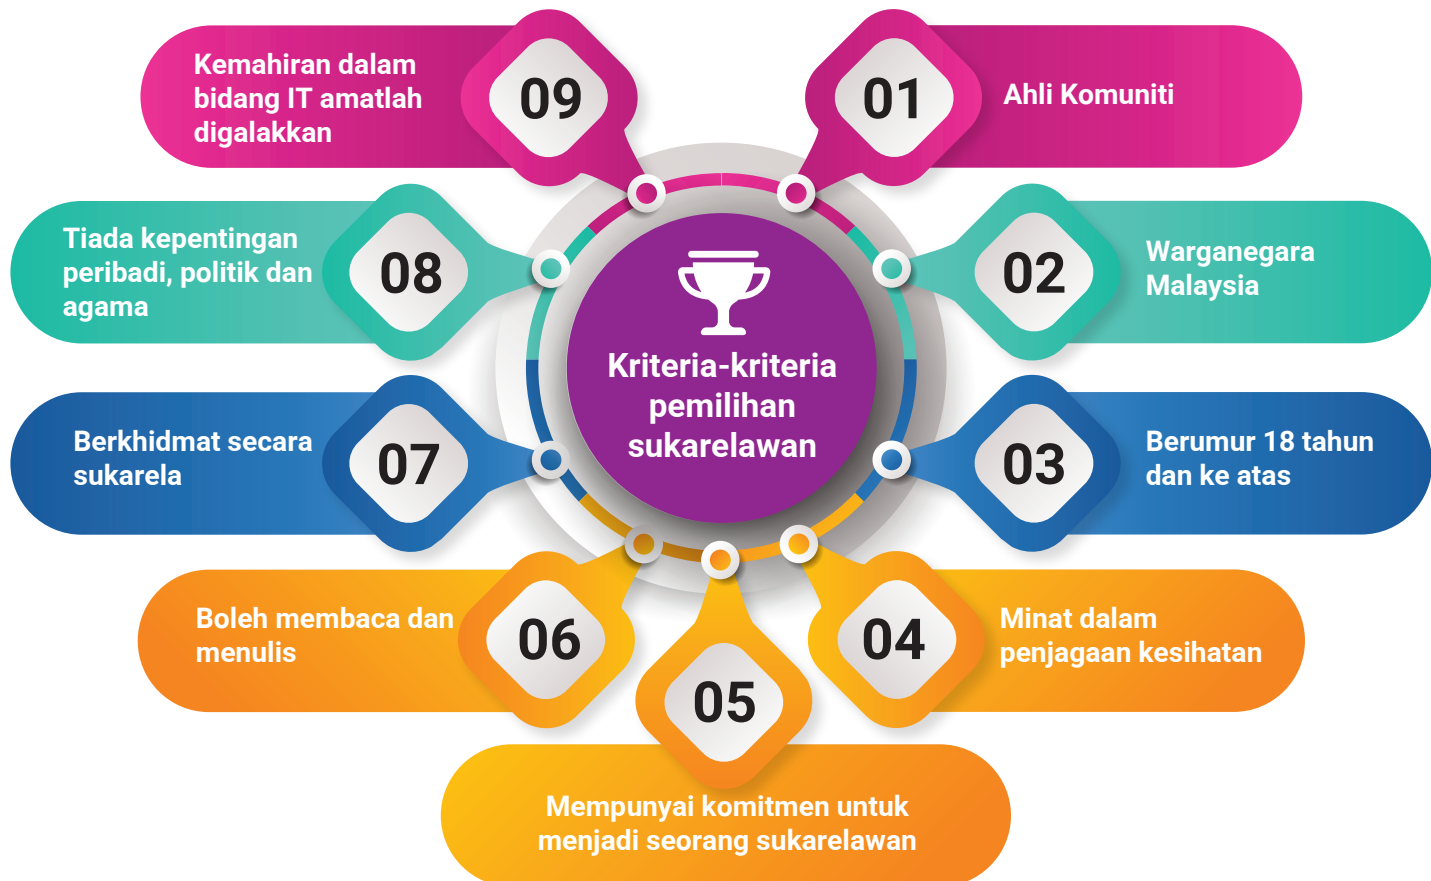 Kriteria-kriteria
pemilihan
sukarelawan
01
Ahli Komuniti
02
Warganegara
Malaysia
03
Berumur 18 tahun
dan ke atas
04
Minat dalam
penjagaan kesihatan
05
Mempunyai komitmen untuk
menjadi seorang sukarelawan
06
Boleh membaca dan
menulis
07
Berkhidmat secara
sukarela
08
Tiada kepentingan
peribadi, politik dan
agama
09
Kemahiran dalam
bidang IT amatlah
digalakkan